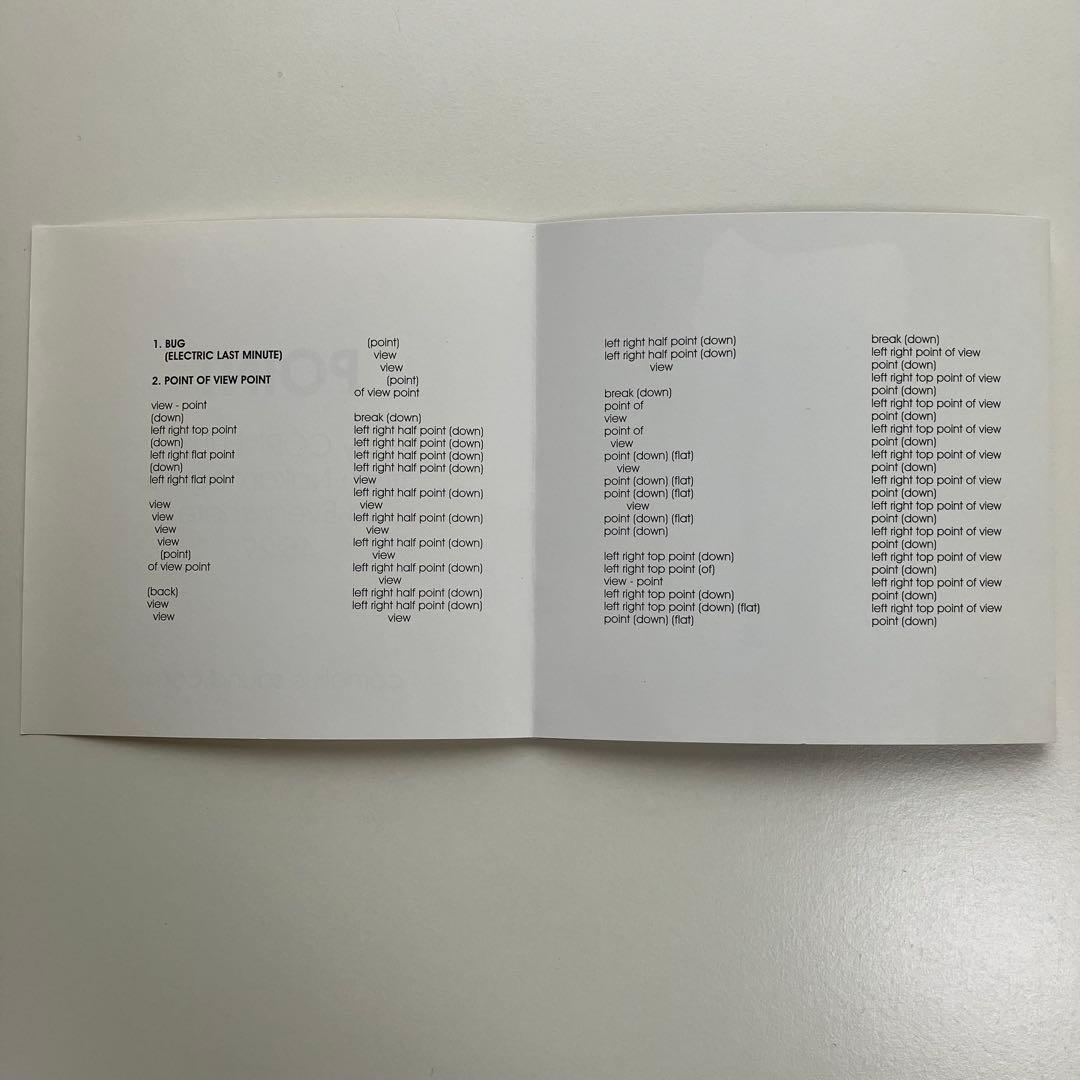 1. BUG
(ELECTRIC LAST MINUTE)
2. POINT OF VIEW POINT
view - point
(down)
left right top point
(down)
left right flat point
(down)
left right flat point
view
view
view
view
(point)
of view point
(back)
view
view
(point)
view
view
(point)
of view point
break (down)
left right half point (down)
left right half point (down)
left right half point (down)
left right half point (down)
view
left right half point (down)
view
left right half point (down)
view
left right half point (down)
view
left right half point (down)
view
left right half point (down)
left right half point (down)
view
left right half point (down)
left right half point (down)
view
break (down)
point of
view
point of
view
point (down) (flat)
view
point (down) (flat)
point (down) (flat)
view
point (down) (flat)
point (down)
left right top point (down)
left right top point (of)
view - point
left right top point (down)
left right top point (down) (flat)
point (down) (flat)
break (down)
left right point of view
point (down)
left right top point of view
point (down)
left right top point of view
point (down)
left right top point of view
point (down)
left right top point of view
point (down)
left right top point of view
point (down)
left right top point of view
point (down)
left right top point of view
point (down)
left right top point of view
point (down)
left right top point of view
point (down)
left right top point of view
point (down)